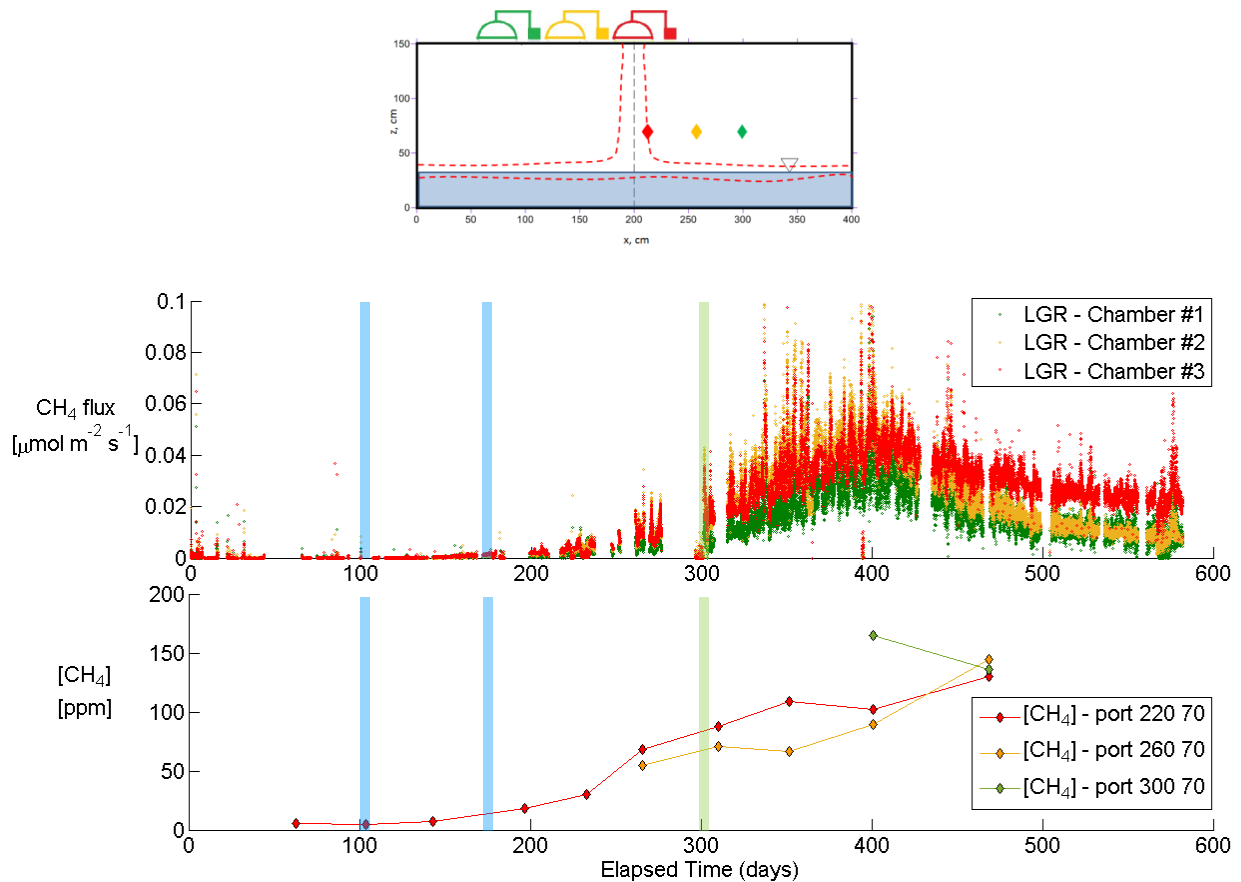 150
100
z, cm
50
0
0 50 100 150 200 250 300 350 400
x, cm
0.1
LGR - Chamber #1
0.08
LGR - Chamber #2
LGR - Chamber #3
0.06
CH4 flux
[μmol m-2 s-1]
0.04
0.02
0
0 100 200 300 400 500 600
200
150
[CH4]
[ppm]
100
[CH4] - port 220 70
[CH4] - port 260 70
50
[CH4] - port 300 70
0
0 100 200 300 400 500 600
Elapsed Time (days)